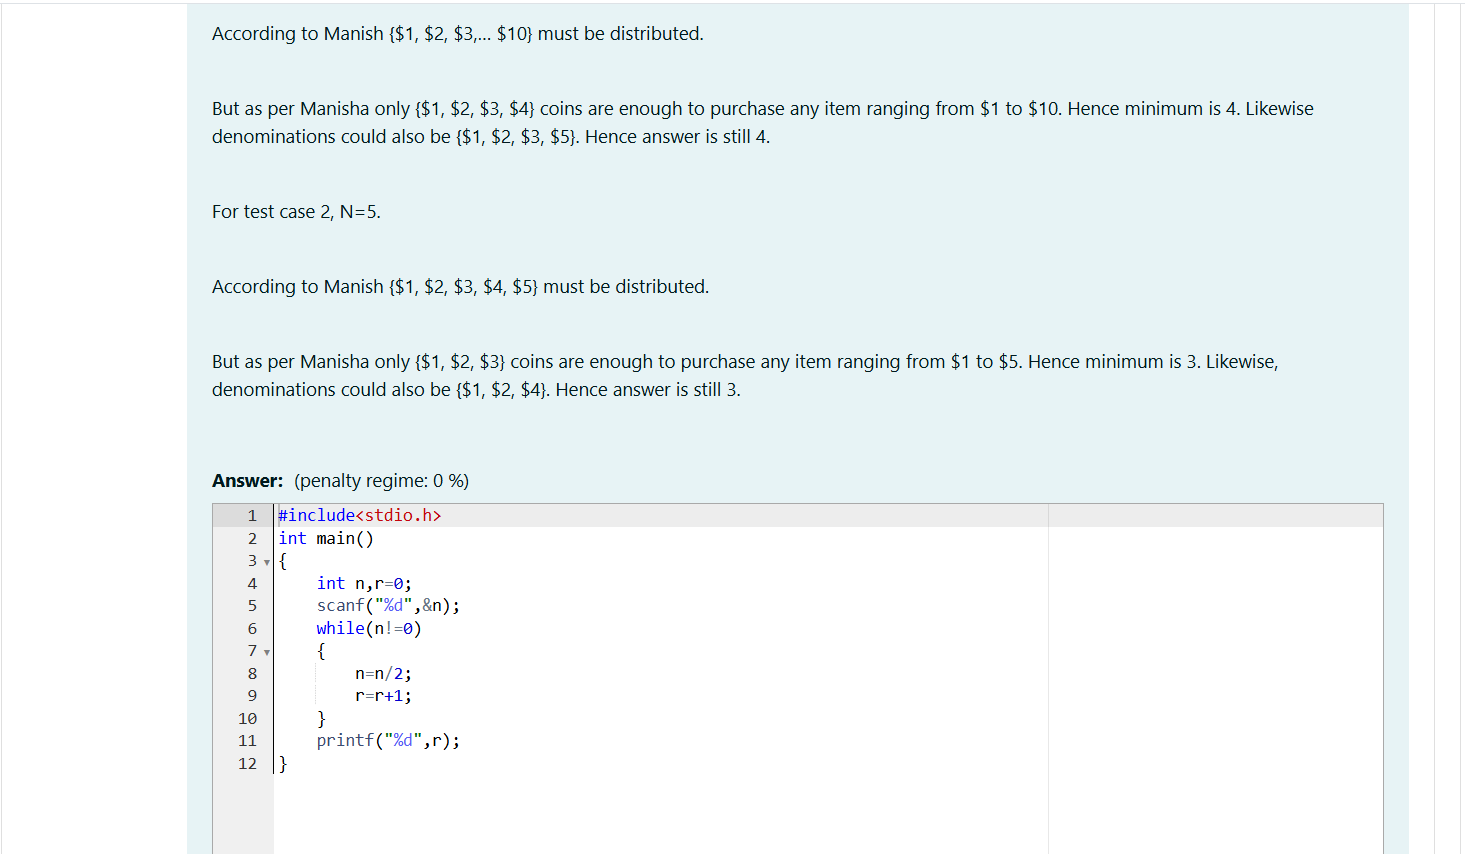 According to Manish {$1, $2, $3,... $10} must be distributed.
But as per Manisha only {$1, $2, $3, $4} coins are enough to purchase any item ranging from $1 to $10. Hence minimum is 4. Likewise
denominations could also be {$1, $2, $3, $5}. Hence answer is still 4.
For test case 2, N=5.
According to Manish {$1, $2, $3, $4, $5} must be distributed.
But as per Manisha only {$1, $2, $3} coins are enough to purchase any item ranging from $1 to $5. Hence minimum is 3. Likewise,
denominations could also be {$1, $2, $4}. Hence answer is still 3.
Answer: (penalty regime: 0 %)
1 #include<stdio.h>
2 int main()
3 {
4     int n,r=0;
5     scanf("%d",&n);
6     while(n!=0)
7     {
8         n=n/2;
9         r=r+1;
10     }
11     printf("%d",r);
12 }